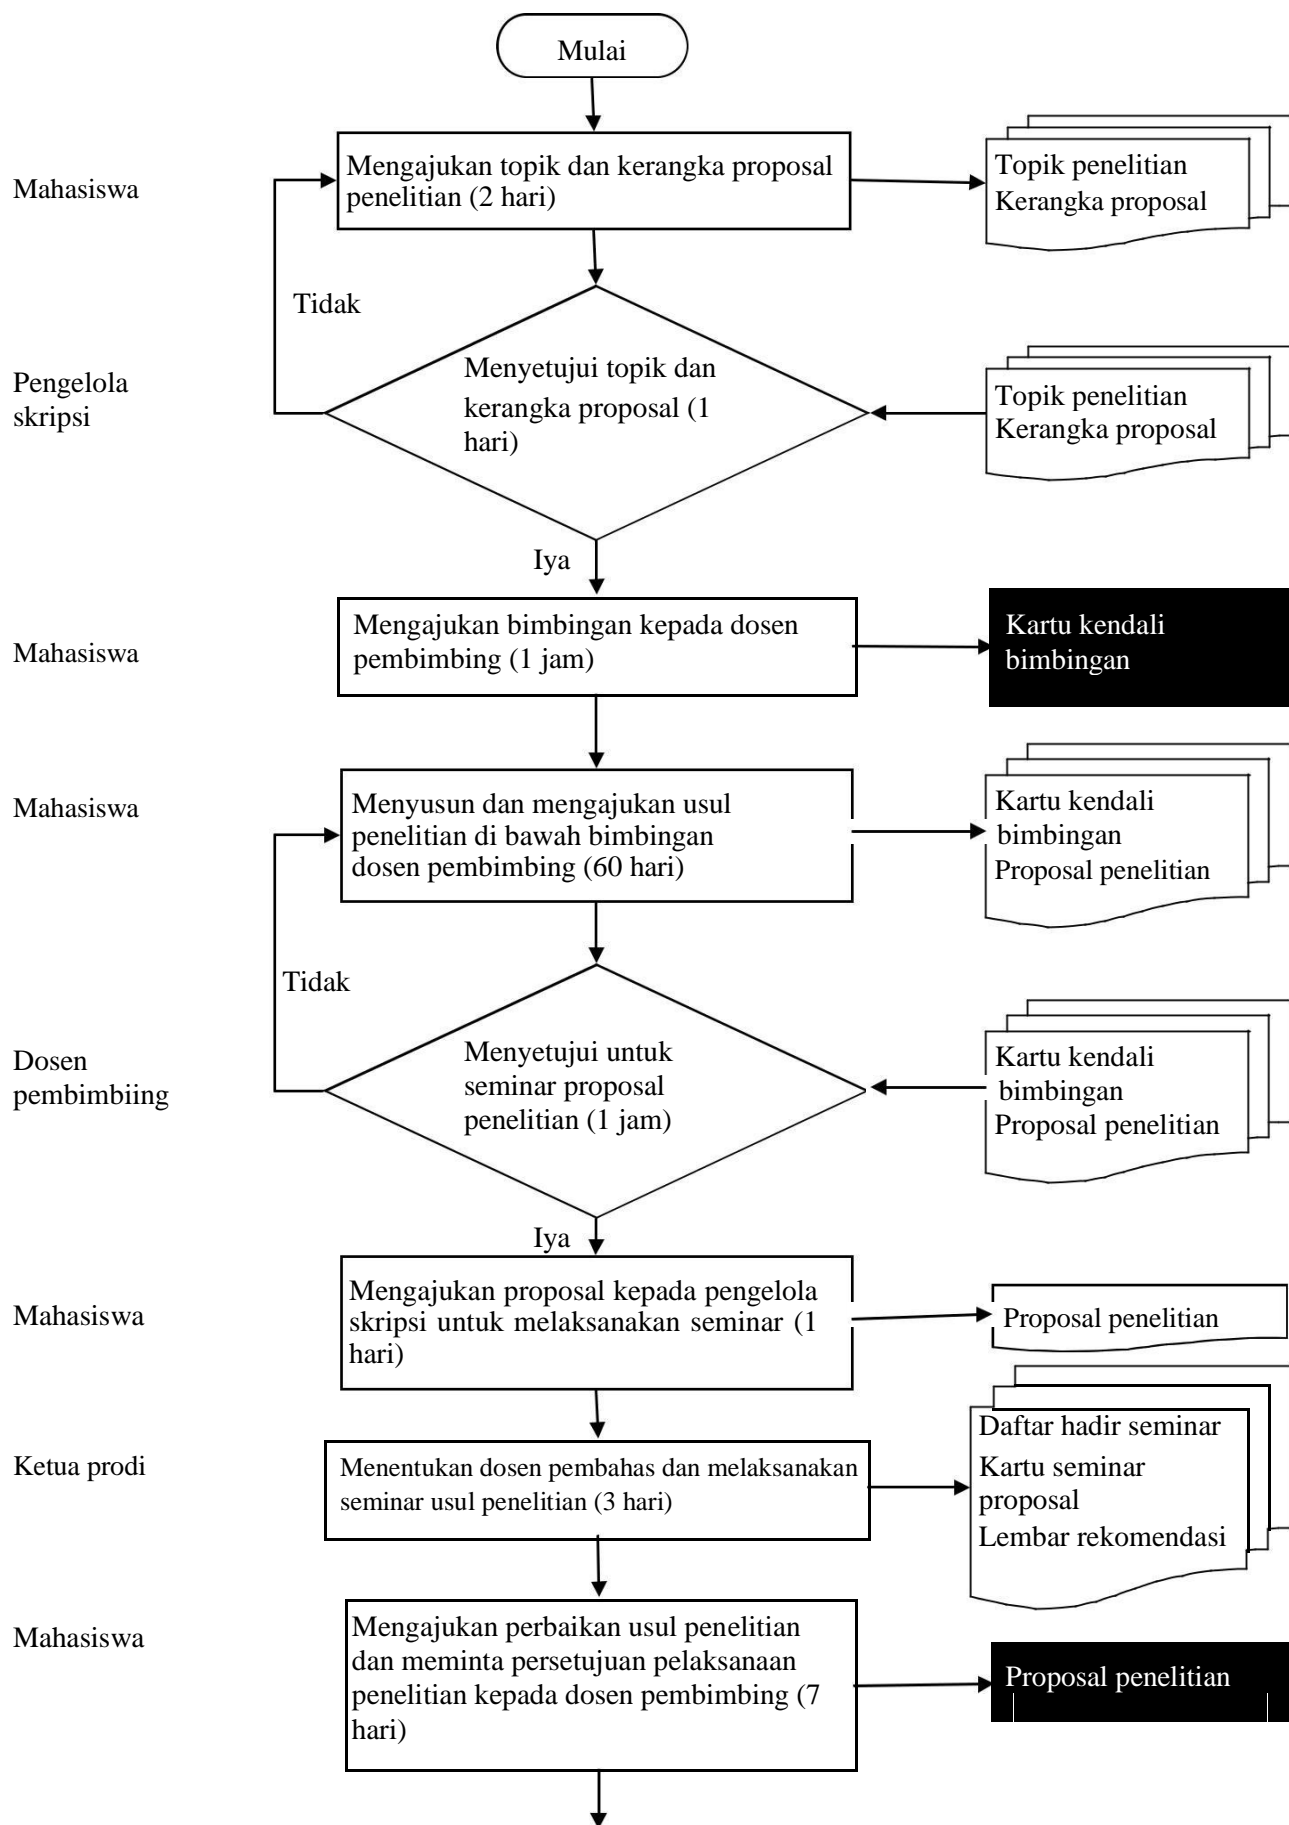 Mulai
Mahasiswa
Mengajukan topik dan kerangka proposal
penelitian (2 hari)
Topik penelitian
Kerangka proposal
Tidak
Pengelola
skripsi
Menyetujui topik dan
kerangka proposal (1
hari)
Topik penelitian
Kerangka proposal
Iya
Mahasiswa
Mengajukan bimbingan kepada dosen
pembimbing (1 jam)
Kartu kendali
bimbingan
Mahasiswa
Menyusun dan mengajukan usul
penelitian di bawah bimbingan
dosen pembimbing (60 hari)
Kartu kendali
bimbingan
Proposal penelitian
Tidak
Dosen
pembimbiing
Menyetujui untuk
seminar proposal
penelitian (1 jam)
Kartu kendali
bimbingan
Proposal penelitian
Iya
Mahasiswa
Mengajukan proposal kepada pengelola
skripsi untuk melaksanakan seminar (1
hari)
Proposal penelitian
Ketua prodi
Menentukan dosen pembahas dan melaksanakan
seminar usul penelitian (3 hari)
Daftar hadir seminar
Kartu seminar
proposal
Lembar rekomendasi
Mahasiswa
Mengajukan perbaikan usul penelitian
dan meminta persetujuan pelaksanaan
penelitian kepada dosen pembimbing (7
hari)
Proposal penelitian